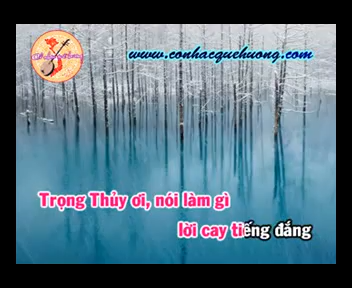 www.conhacquehuong.com
Trọng Thủy ơi, nói làm gì
lời cay tiếng đắng